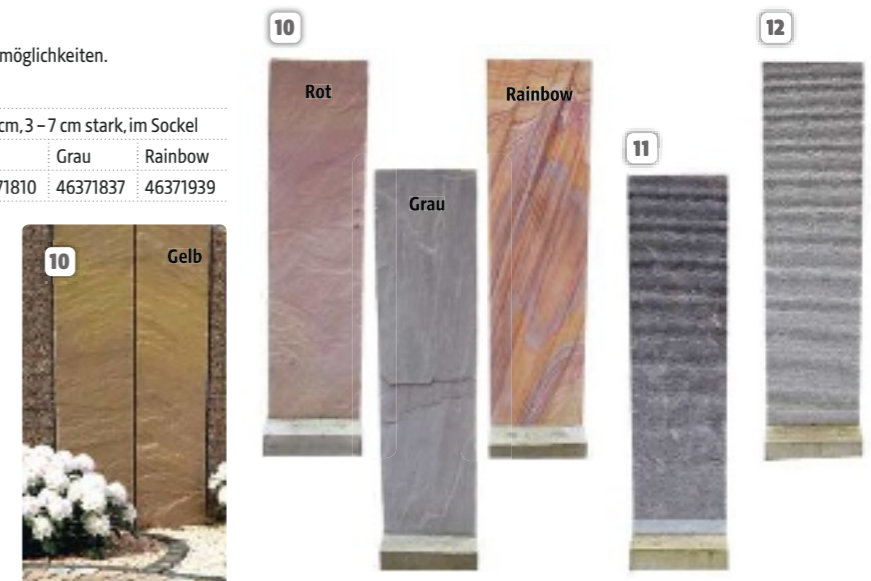 möglichkeiten.
cm, 3 – 7 cm stark, im Sockel
Grau Rainbow
71810 46371837 46371939
10
Gelb
10
Rot
Grau
Rainbow
11
12